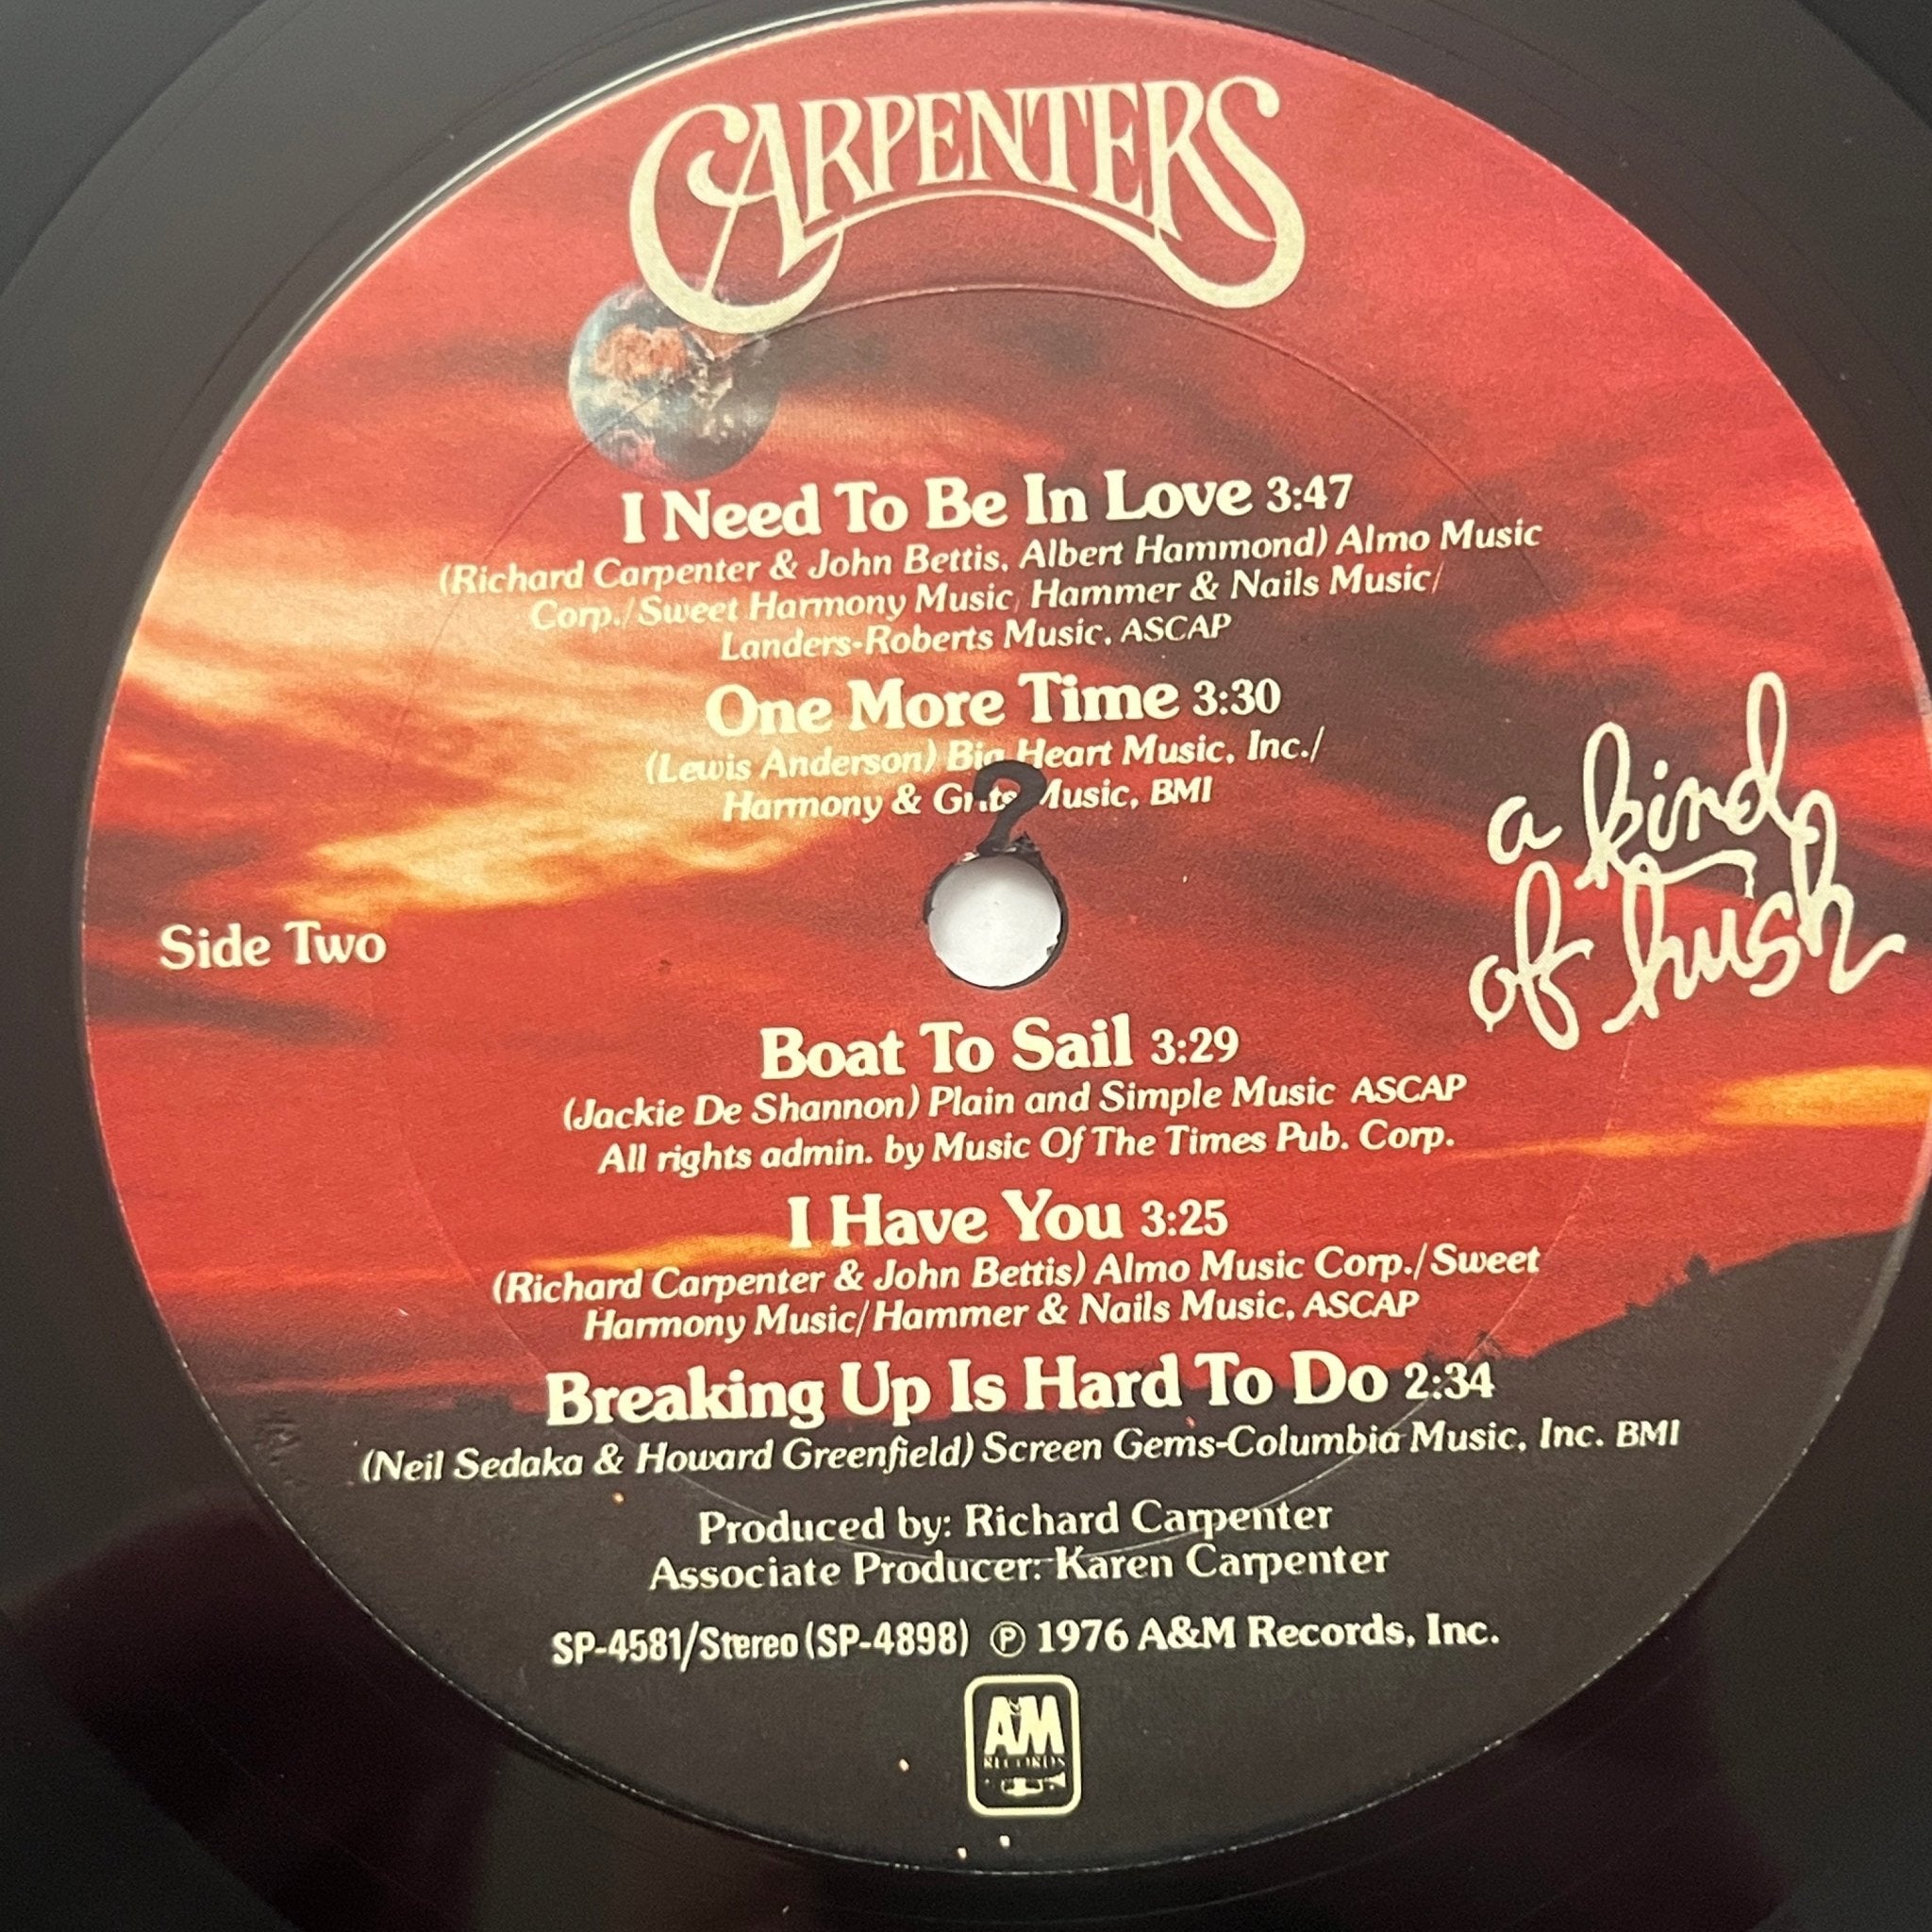 CARPENTERS
I Need To Be In Love 3:47
(Richard Carpenter & John Bettis, Albert Hammond) Almo Music
Corp./Sweet Harmony Music/Hammer & Nails Music/
Landers-Roberts Music, ASCAP
One More Time 3:30
(Lewis Anderson) Big Heart Music, Inc./
Harmony & Grits Music, BMI
?
a kind
of hush
Side Two
Boat To Sail 3:29
(Jackie De Shannon) Plain and Simple Music ASCAP
All rights admin. by Music Of The Times Pub. Corp.
I Have You 3:25
(Richard Carpenter & John Bettis) Almo Music Corp./Sweet
Harmony Music/Hammer & Nails Music, ASCAP
Breaking Up Is Hard To Do 2:34
(Neil Sedaka & Howard Greenfield) Screen Gems-Columbia Music, Inc. BMI
Produced by: Richard Carpenter
Associate Producer: Karen Carpenter
SP-4581/Stereo (SP-4898) ℗ 1976 A&M Records, Inc.
A&M
RECORDS